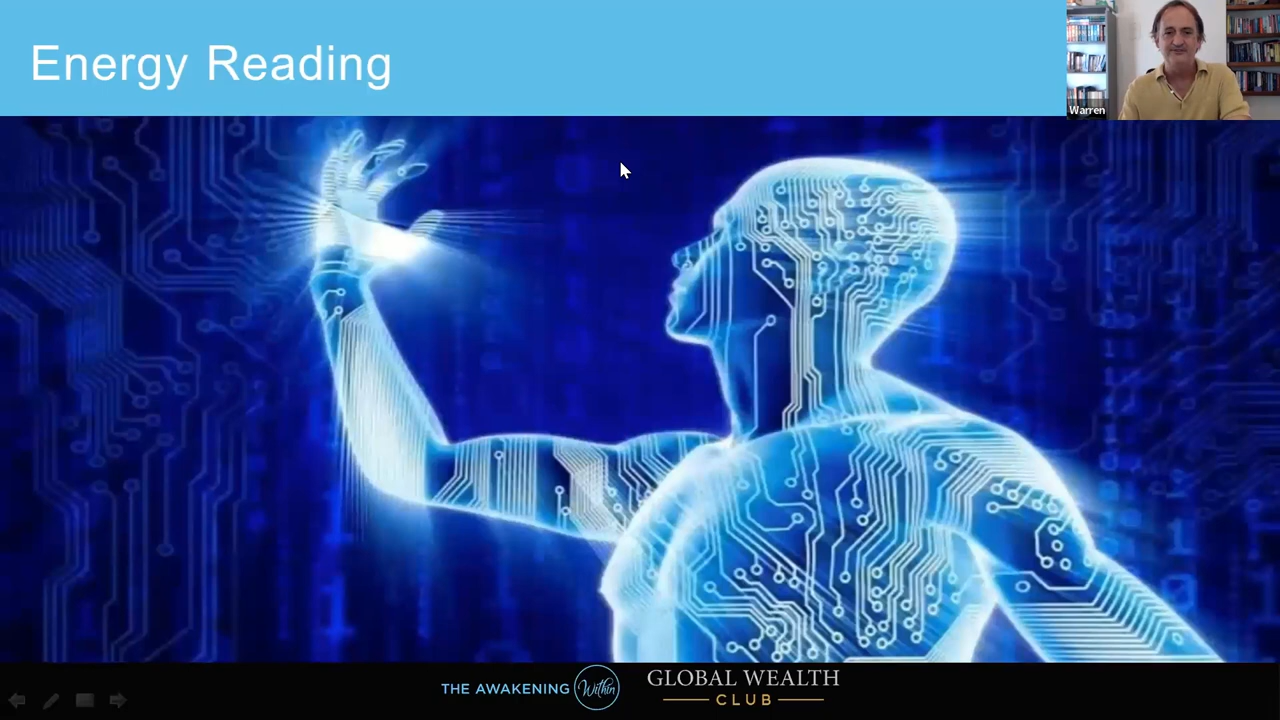 Energy Reading
Warren
THE AWAKENING Within
GLOBAL WEALTH
CLUB